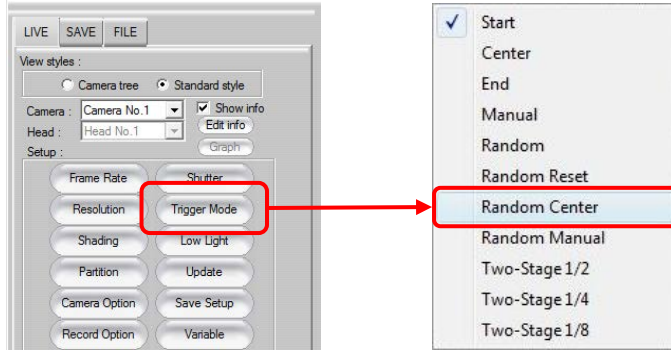 LIVE SAVE FILE
View styles :
Camera tree Standard style
Camera : Camera No.1 Show info
Head : Head No.1 Edit info
Setup : Graph
Frame Rate Shutter
Resolution Trigger Mode
Shading Low Light
Partition Update
Camera Option Save Setup
Record Option Variable
Start
Center
End
Manual
Random
Random Reset
Random Center
Random Manual
Two-Stage 1/2
Two-Stage 1/4
Two-Stage 1/8